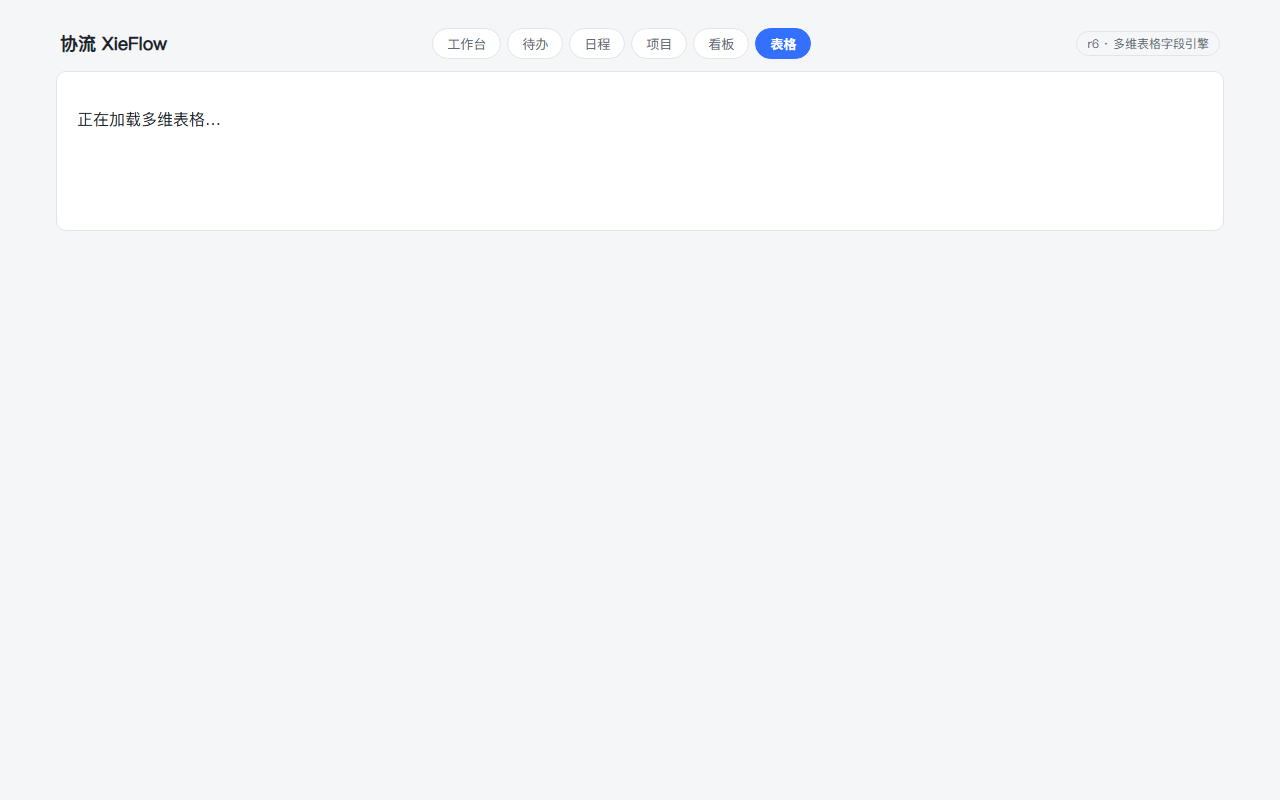 协流 XieFlow
工作台
待办
日程
项目
看板
表格
r6 · 多维表格字段引擎
正在加载多维表格…